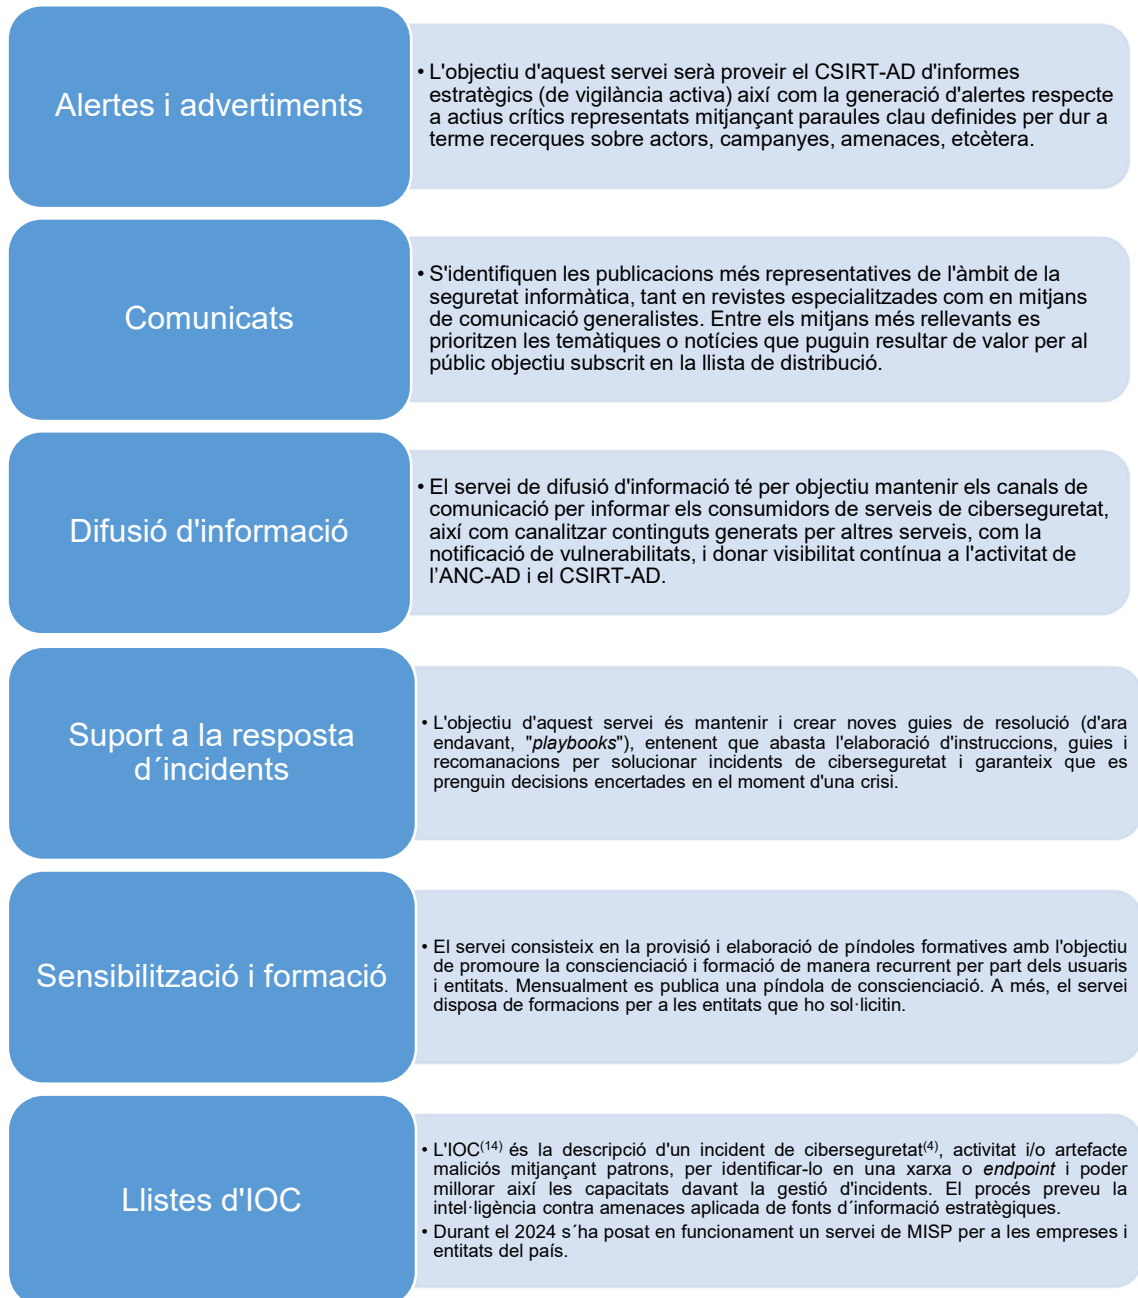 Alertes i advertiments
• L'objectiu d'aquest servei serà proveir el CSIRT-AD d'informes
estratègics (de vigilància activa) així com la generació d'alertes respecte
a actius crítics representats mitjançant paraules clau definides per dur a
terme recerques sobre actors, campanyes, amenaces, etcètera.
Comunicats
• S'identifiquen les publicacions més representatives de l'àmbit de la
seguretat informàtica, tant en revistes especialitzades com en mitjans
de comunicació generalistes. Entre els mitjans més rellevants es
prioritzen les temàtiques o notícies que puguin resultar de valor per al
públic objectiu subscrit en la llista de distribució.
Difusió d'informació
• El servei de difusió d'informació té per objectiu mantenir els canals de
comunicació per informar els consumidors de serveis de ciberseguretat,
així com canalitzar continguts generats per altres serveis, com la
notificació de vulnerabilitats, i donar visibilitat contínua a l'activitat de
l’ANC-AD i el CSIRT-AD.
Suport a la resposta
d´incidents
• L'objectiu d'aquest servei és mantenir i crear noves guies de resolució (d'ara
endavant, "playbooks"), entenent que abasta l'elaboració d'instruccions, guies i
recomanacions per solucionar incidents de ciberseguretat i garanteix que es
prenguin decisions encertades en el moment d'una crisi.
Sensibilització i formació
• El servei consisteix en la provisió i elaboració de píndoles formatives amb l'objectiu
de promoure la conscienciació i formació de manera recurrent per part dels usuaris
i entitats. Mensualment es publica una píndola de conscienciació. A més, el servei
disposa de formacions per a les entitats que ho sol·licitin.
Llistes d'IOC
• L'IOC(14) és la descripció d'un incident de ciberseguretat(4), activitat i/o artefacte
maliciós mitjançant patrons, per identificar-lo en una xarxa o endpoint i poder
millorar així les capacitats davant la gestió d'incidents. El procés preveu la
intel·ligència contra amenaces aplicada de fonts d´informació estratègiques.
• Durant el 2024 s´ha posat en funcionament un servei de MISP per a les empreses i
entitats del país.